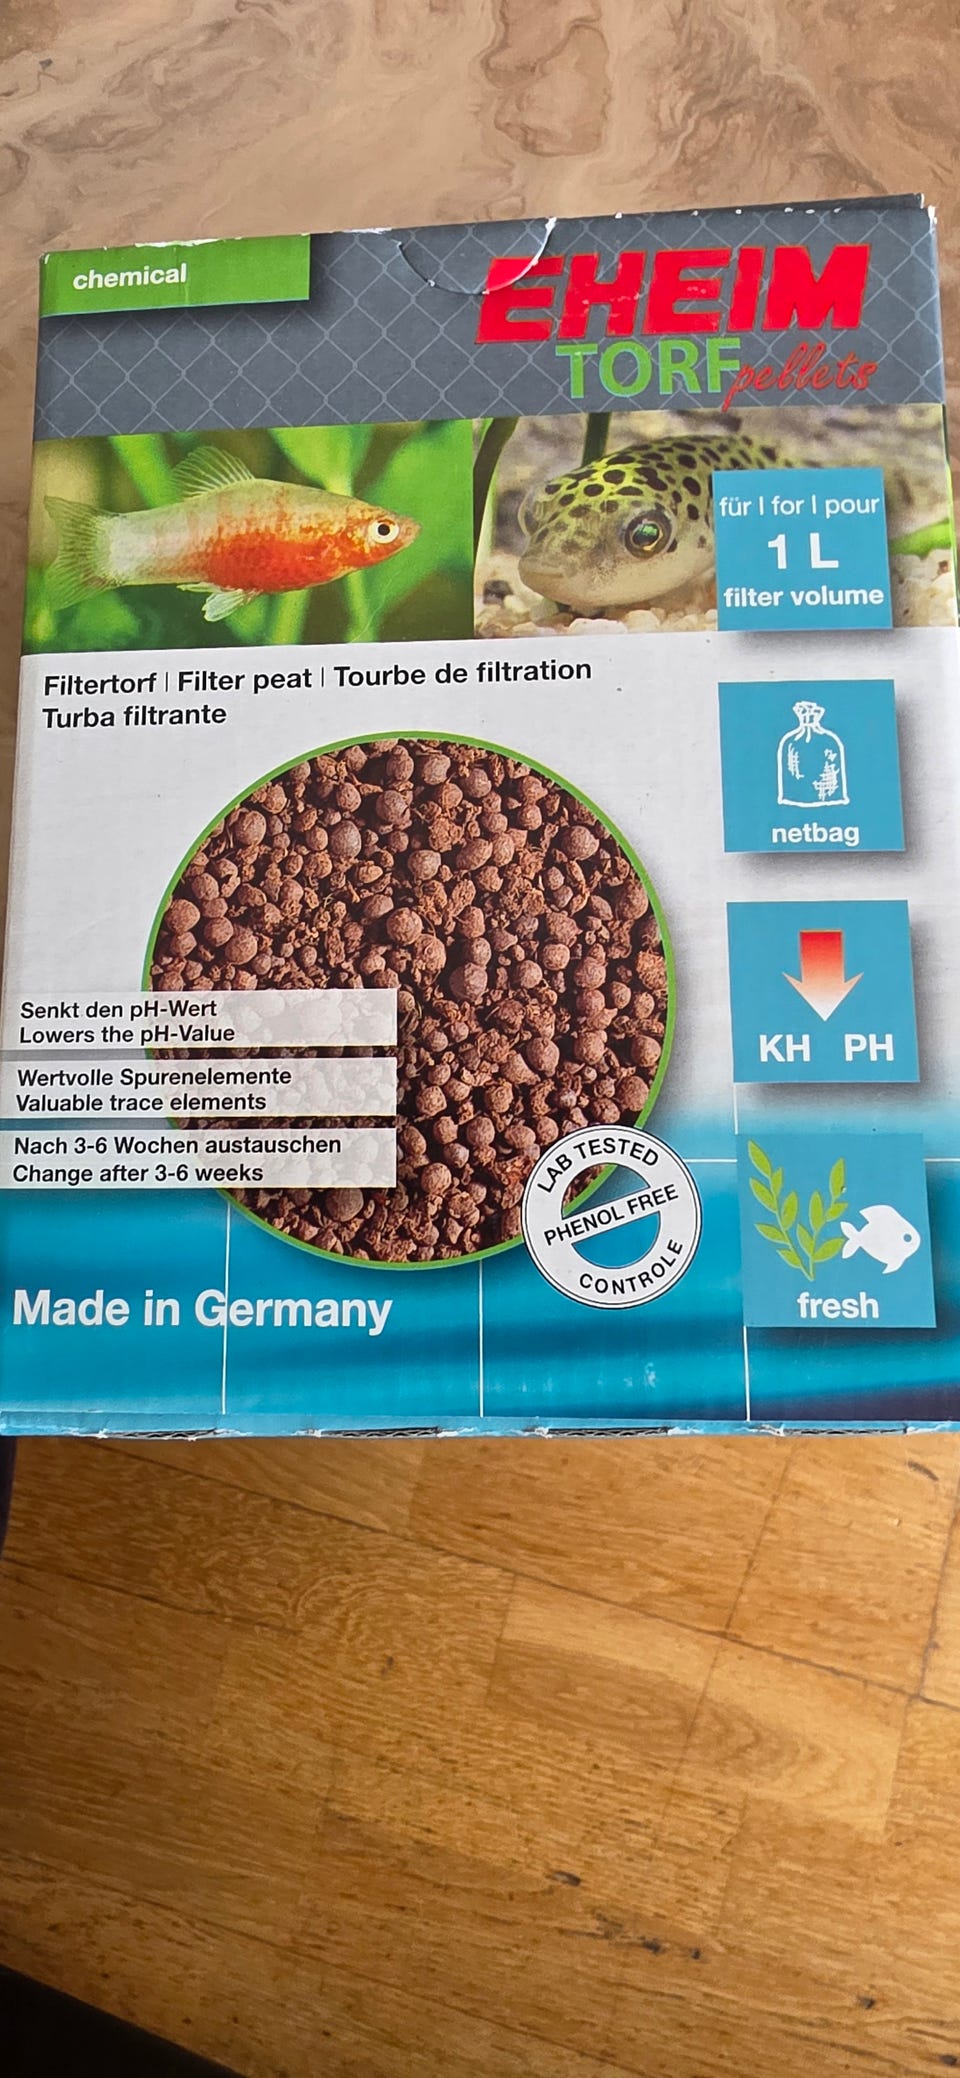 chemical
EHEIM
TORFpellets
für | for | pour
1 L
filter volume
Filtertorf | Filter peat | Tourbe de filtration
Turba filtrante
netbag
Senkt den pH-Wert
Lowers the pH-Value
Wertvolle Spurenelemente
Valuable trace elements
Nach 3-6 Wochen austauschen
Change after 3-6 weeks
KH PH
LAB TESTED
PHENOL FREE
CONTROLE
fresh
Made in Germany